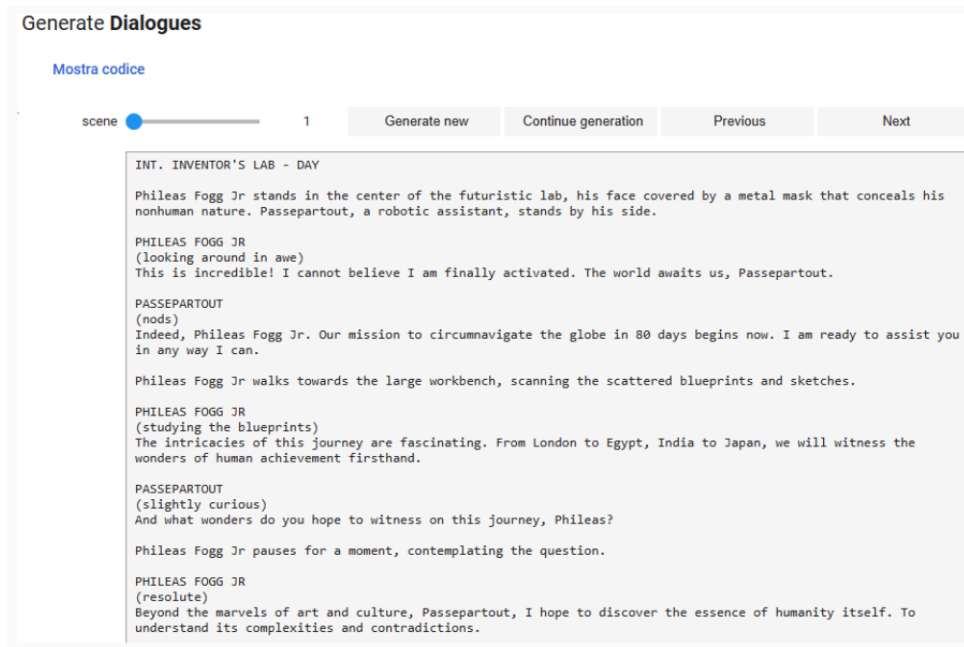 Generate Dialogues
Mostra codice
scene 1 Generate new Continue generation Previous Next
INT. INVENTOR'S LAB - DAY
Phileas Fogg Jr stands in the center of the futuristic lab, his face covered by a metal mask that conceals his
nonhuman nature. Passepartout, a robotic assistant, stands by his side.
PHILEAS FOGG JR
(looking around in awe)
This is incredible! I cannot believe I am finally activated. The world awaits us, Passepartout.
PASSEPARTOUT
(nods)
Indeed, Phileas Fogg Jr. Our mission to circumnavigate the globe in 80 days begins now. I am ready to assist you
in any way I can.
Phileas Fogg Jr walks towards the large workbench, scanning the scattered blueprints and sketches.
PHILEAS FOGG JR
(studying the blueprints)
The intricacies of this journey are fascinating. From London to Egypt, India to Japan, we will witness the
wonders of human achievement firsthand.
PASSEPARTOUT
(slightly curious)
And what wonders do you hope to witness on this journey, Phileas?
Phileas Fogg Jr pauses for a moment, contemplating the question.
PHILEAS FOGG JR
(resolute)
Beyond the marvels of art and culture, Passepartout, I hope to discover the essence of humanity itself. To
understand its complexities and contradictions.